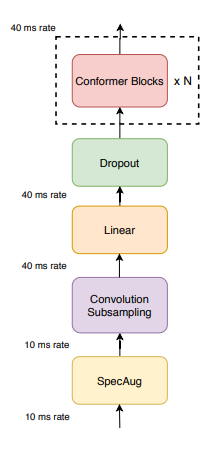 40 ms rate
Conformer Blocks
x N
Dropout
40 ms rate
Linear
40 ms rate
Convolution
Subsampling
10 ms rate
SpecAug
10 ms rate